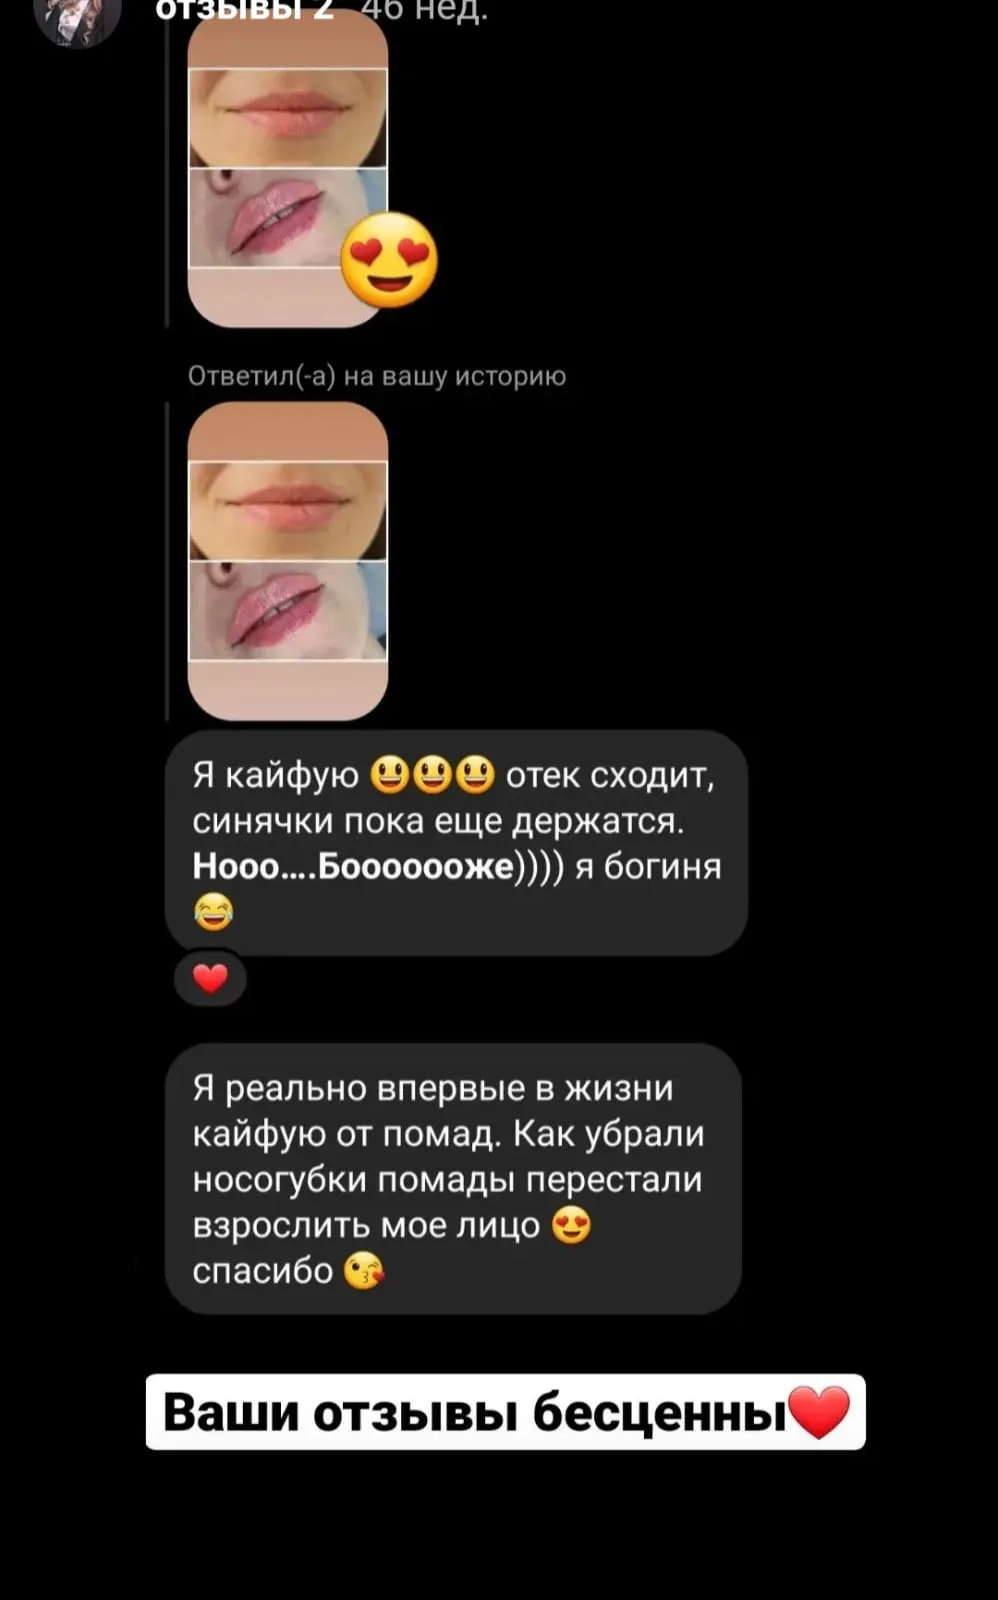 отзывы 2 46 нед.
Ответил(-а) на вашу историю
Я кайфую 😃😃😃 отек сходит,
синячки пока еще держатся.
Нооо....Бооооооже)))) я богиня
😂
Я реально впервые в жизни
кайфую от помад. Как убрали
носогубки помады перестали
взрослить мое лицо 😍
спасибо 😘
Ваши отзывы бесценны❤️